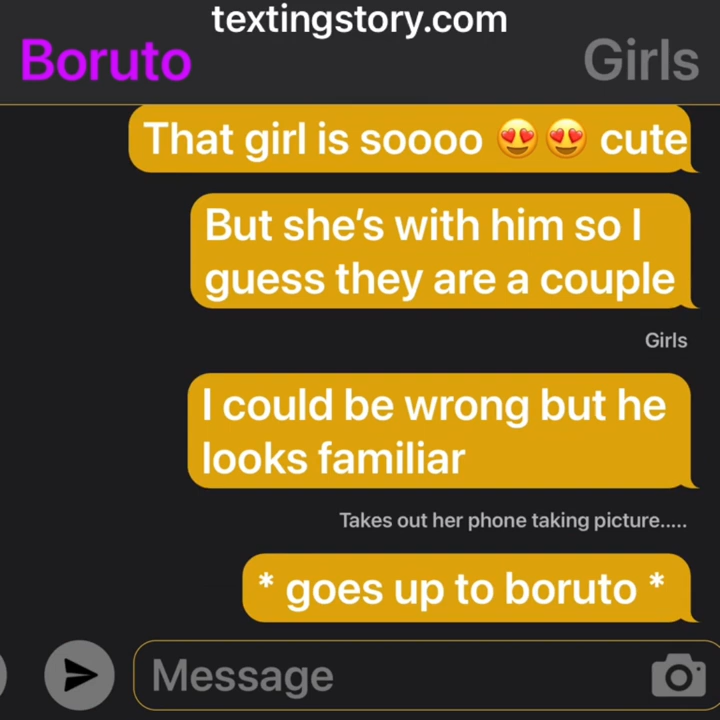 textingstory.com
Boruto
Girls
That girl is soooo 😍😍 cute
But she's with him so I
guess they are a couple
Girls
I could be wrong but he
looks familiar
Takes out her phone taking picture.....
* goes up to boruto *
Message